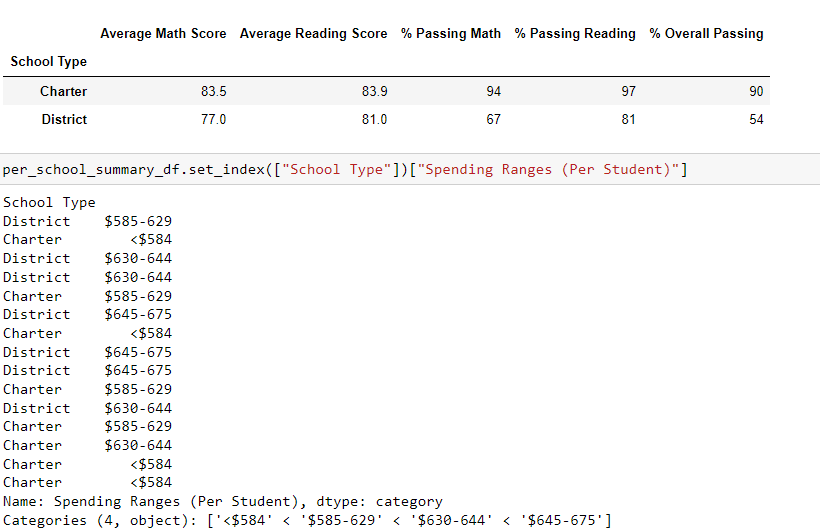 Average Math Score Average Reading Score % Passing Math % Passing Reading % Overall Passing
School Type
Charter 83.5 83.9 94 97 90
District 77.0 81.0 67 81 54
per_school_summary_df.set_index(["School Type"])["Spending Ranges (Per Student)"]
School Type
District $585-629
Charter <$584
District $630-644
District $630-644
Charter $585-629
District $645-675
Charter <$584
District $645-675
District $645-675
Charter $585-629
District $630-644
Charter $585-629
Charter $630-644
Charter <$584
Charter <$584
Name: Spending Ranges (Per Student), dtype: category
Categories (4, object): ['<$584' < '$585-629' < '$630-644' < '$645-675']